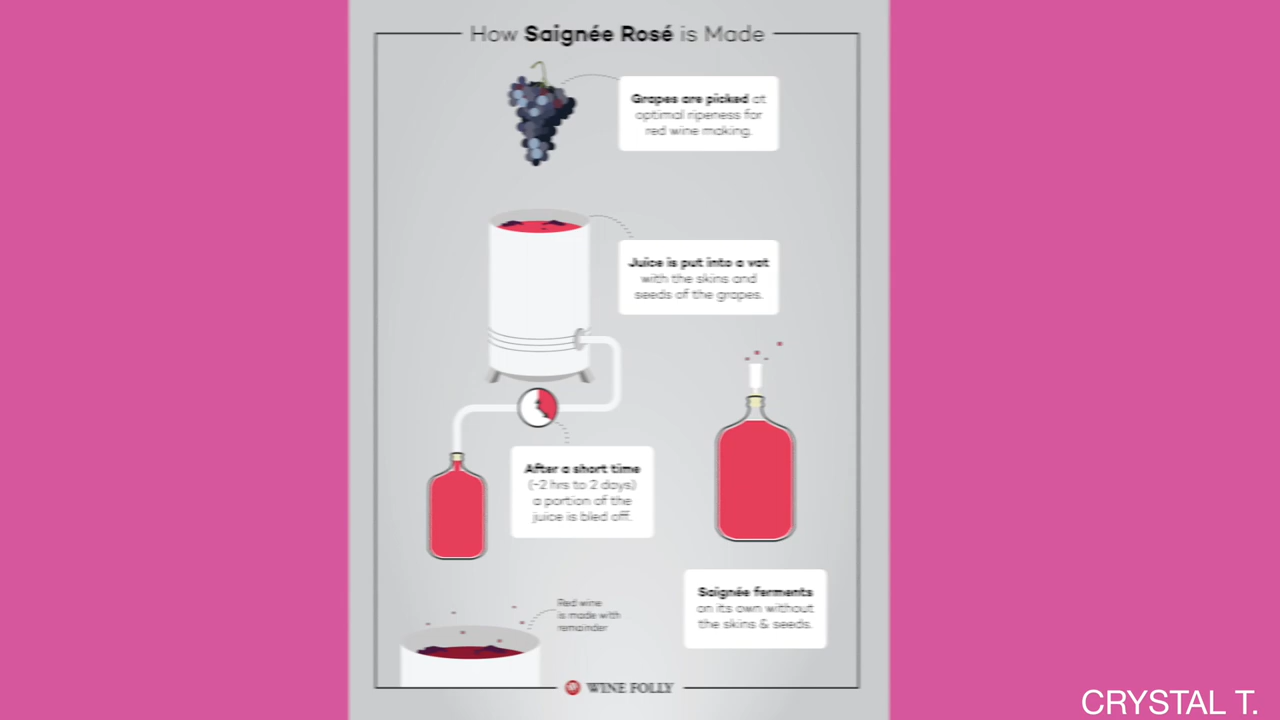 How Saignée Rosé is Made
Grapes are picked at
optimal ripeness for
red wine making.
Juice is put into a vat
with the skins and
seeds of the grapes.
After a short time
(~2 hrs to 2 days)
a portion of the
juice is bled off.
Saignée ferments
on its own without
the skins & seeds.
Red wine
is made with
remainder
WINE FOLLY
CRYSTAL T.